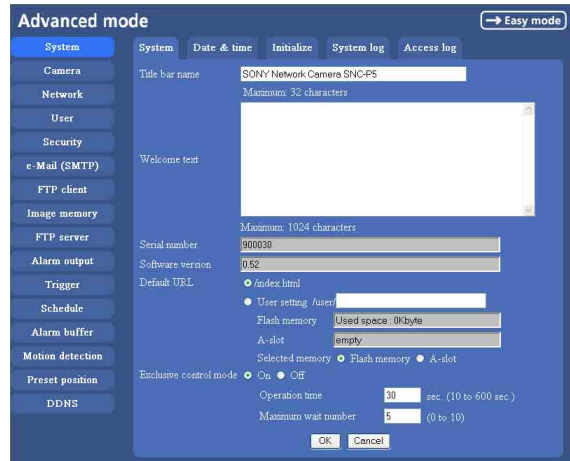 Advanced mode
→ Easy mode
System
Camera
Network
User
Security
e-Mail (SMTP)
FTP client
Image memory
FTP server
Alarm output
Trigger
Schedule
Alarm buffer
Motion detection
Preset position
DDNS
System Date & time Initialize System log Access log
Title bar name SONY Network Camera SNC-P5
Maximum: 32 characters
Welcome text
Maximum: 1024 characters
Serial number 900030
Software version 0.52
Default URL /index.html
User setting /user/
Flash memory Used space : 0Kbyte
A-slot empty
Selected memory Flash memory A-slot
Exclusive control mode On Off
Operation time 30 sec. (10 to 600 sec.)
Maximum wait number 5 (0 to 10)
OK Cancel